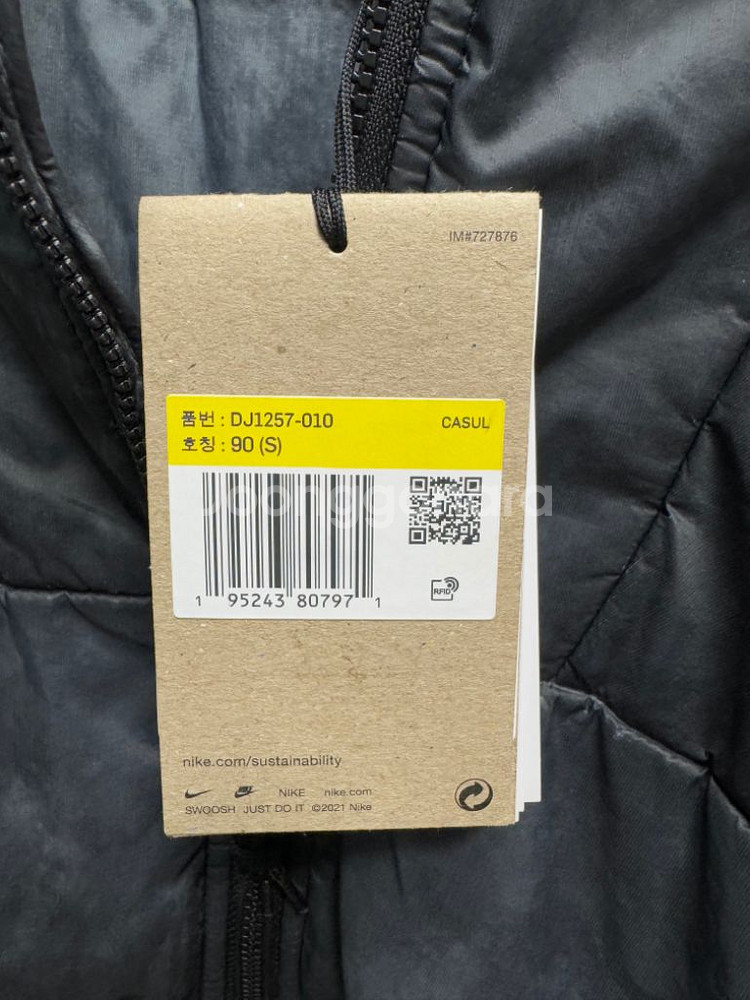 IM#727876
품번 : DJ1257-010
CASUL
호칭 : 90 (S)
Joonggonara
RFID
1 95243 80797 1
nike.com/sustainability
NIKE nike.com
SWOOSH JUST DO IT ©2021 Nike